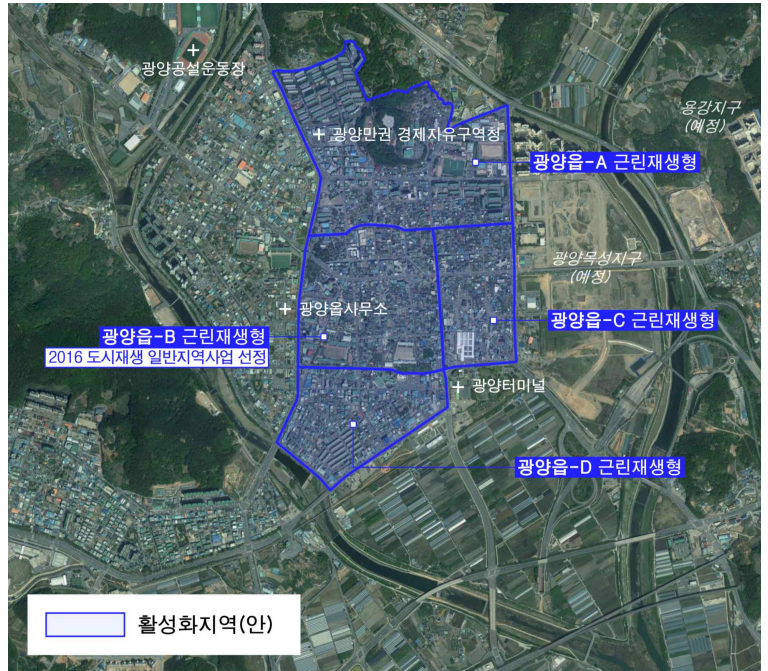 광양공설운동장
용강지구
(예정)
광양만권 경제자유구역청
광양읍-A 근린재생형
광양목성지구
(예정)
광양읍사무소
광양읍-C 근린재생형
광양읍-B 근린재생형
2016 도시재생 일반지역사업 선정
광양터미널
광양읍-D 근린재생형
활성화지역(안)